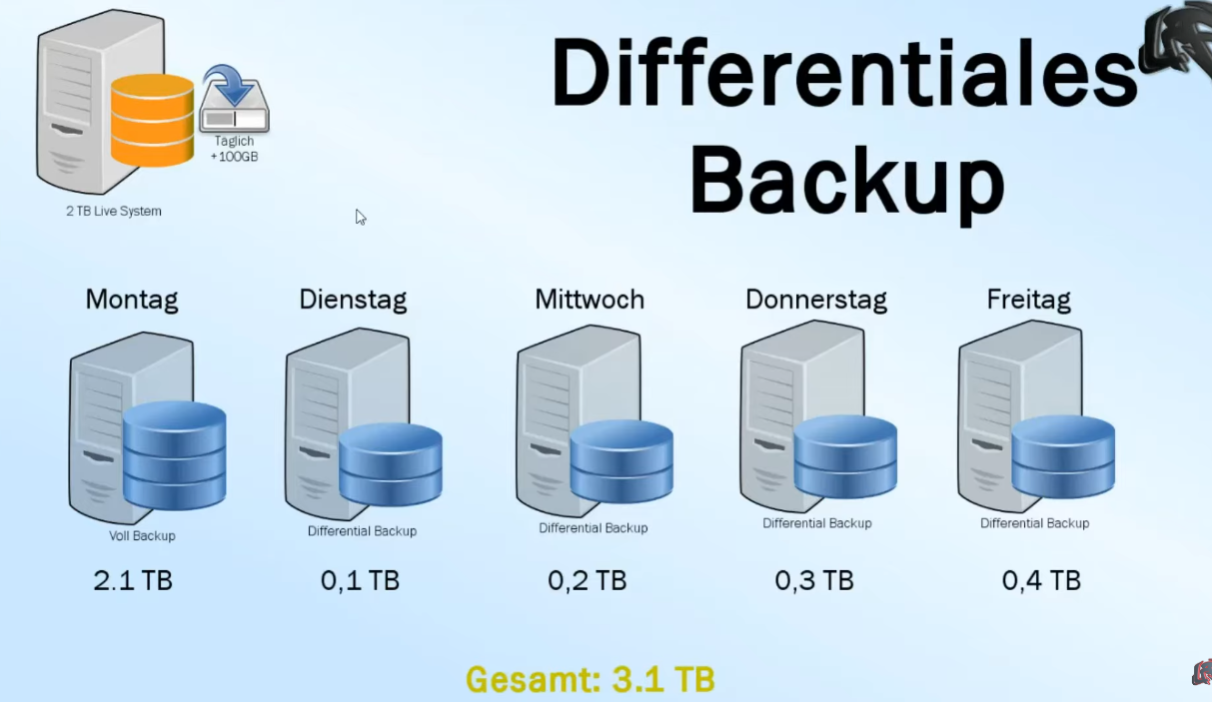 Differentiales
Backup
Täglich
+100GB
2 TB Live System
Montag
Dienstag
Mittwoch
Donnerstag
Freitag
Voll Backup
Differential Backup
Differential Backup
Differential Backup
Differential Backup
2.1 TB
0,1 TB
0,2 TB
0,3 TB
0,4 TB
Gesamt: 3.1 TB